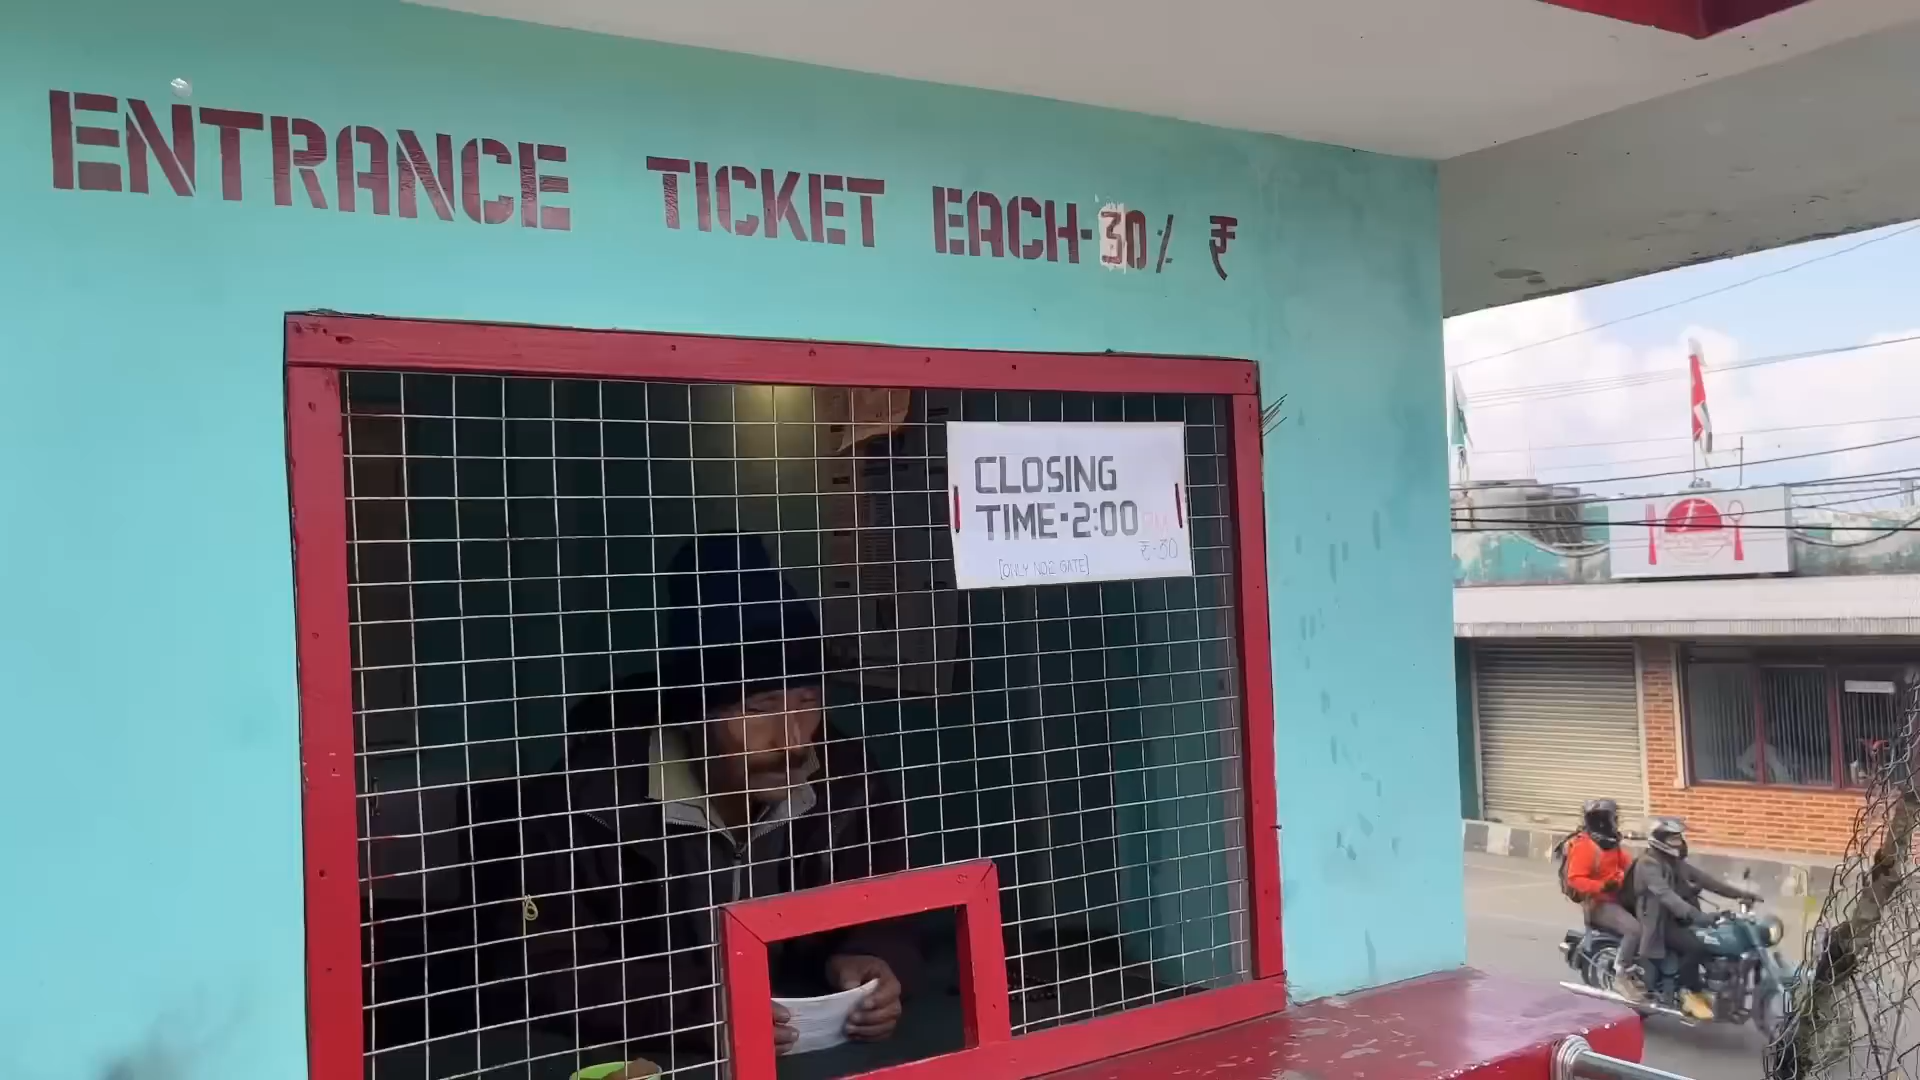 ENTRANCE TICKET EACH-30/- ₹
CLOSING
TIME-2:00 PM
₹-30
[ONLY NO2 GATE]